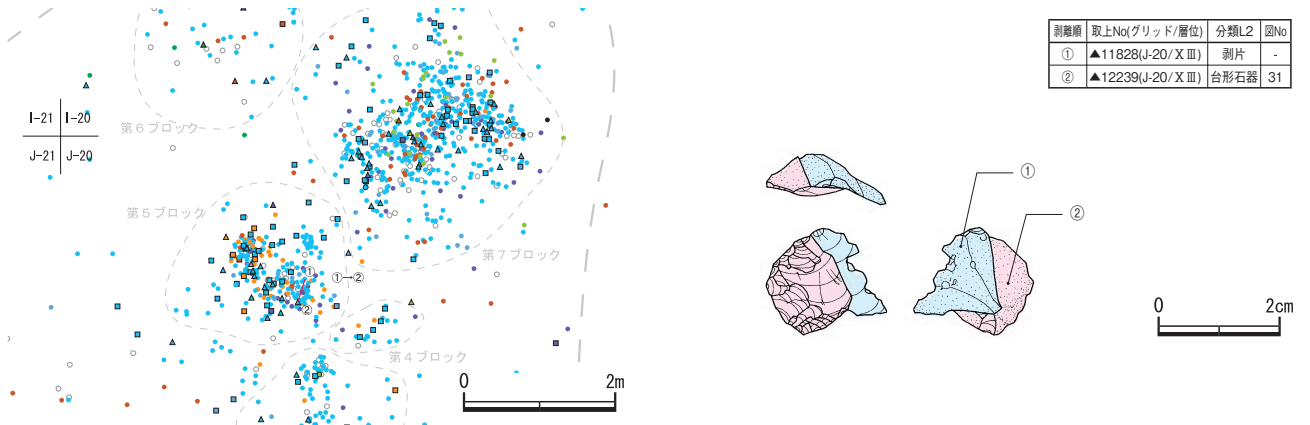 I-21 I-20
J-21 J-20
第6ブロック
第5ブロック
第7ブロック
第4ブロック
①
②
①→②
0 2m
剥離順 取上No(グリッド/層位) 分類L2 図No
① ▲11828(J-20/XⅢ) 剥片 -
② ▲12239(J-20/XⅢ) 台形石器 31
①
②
0 2cm